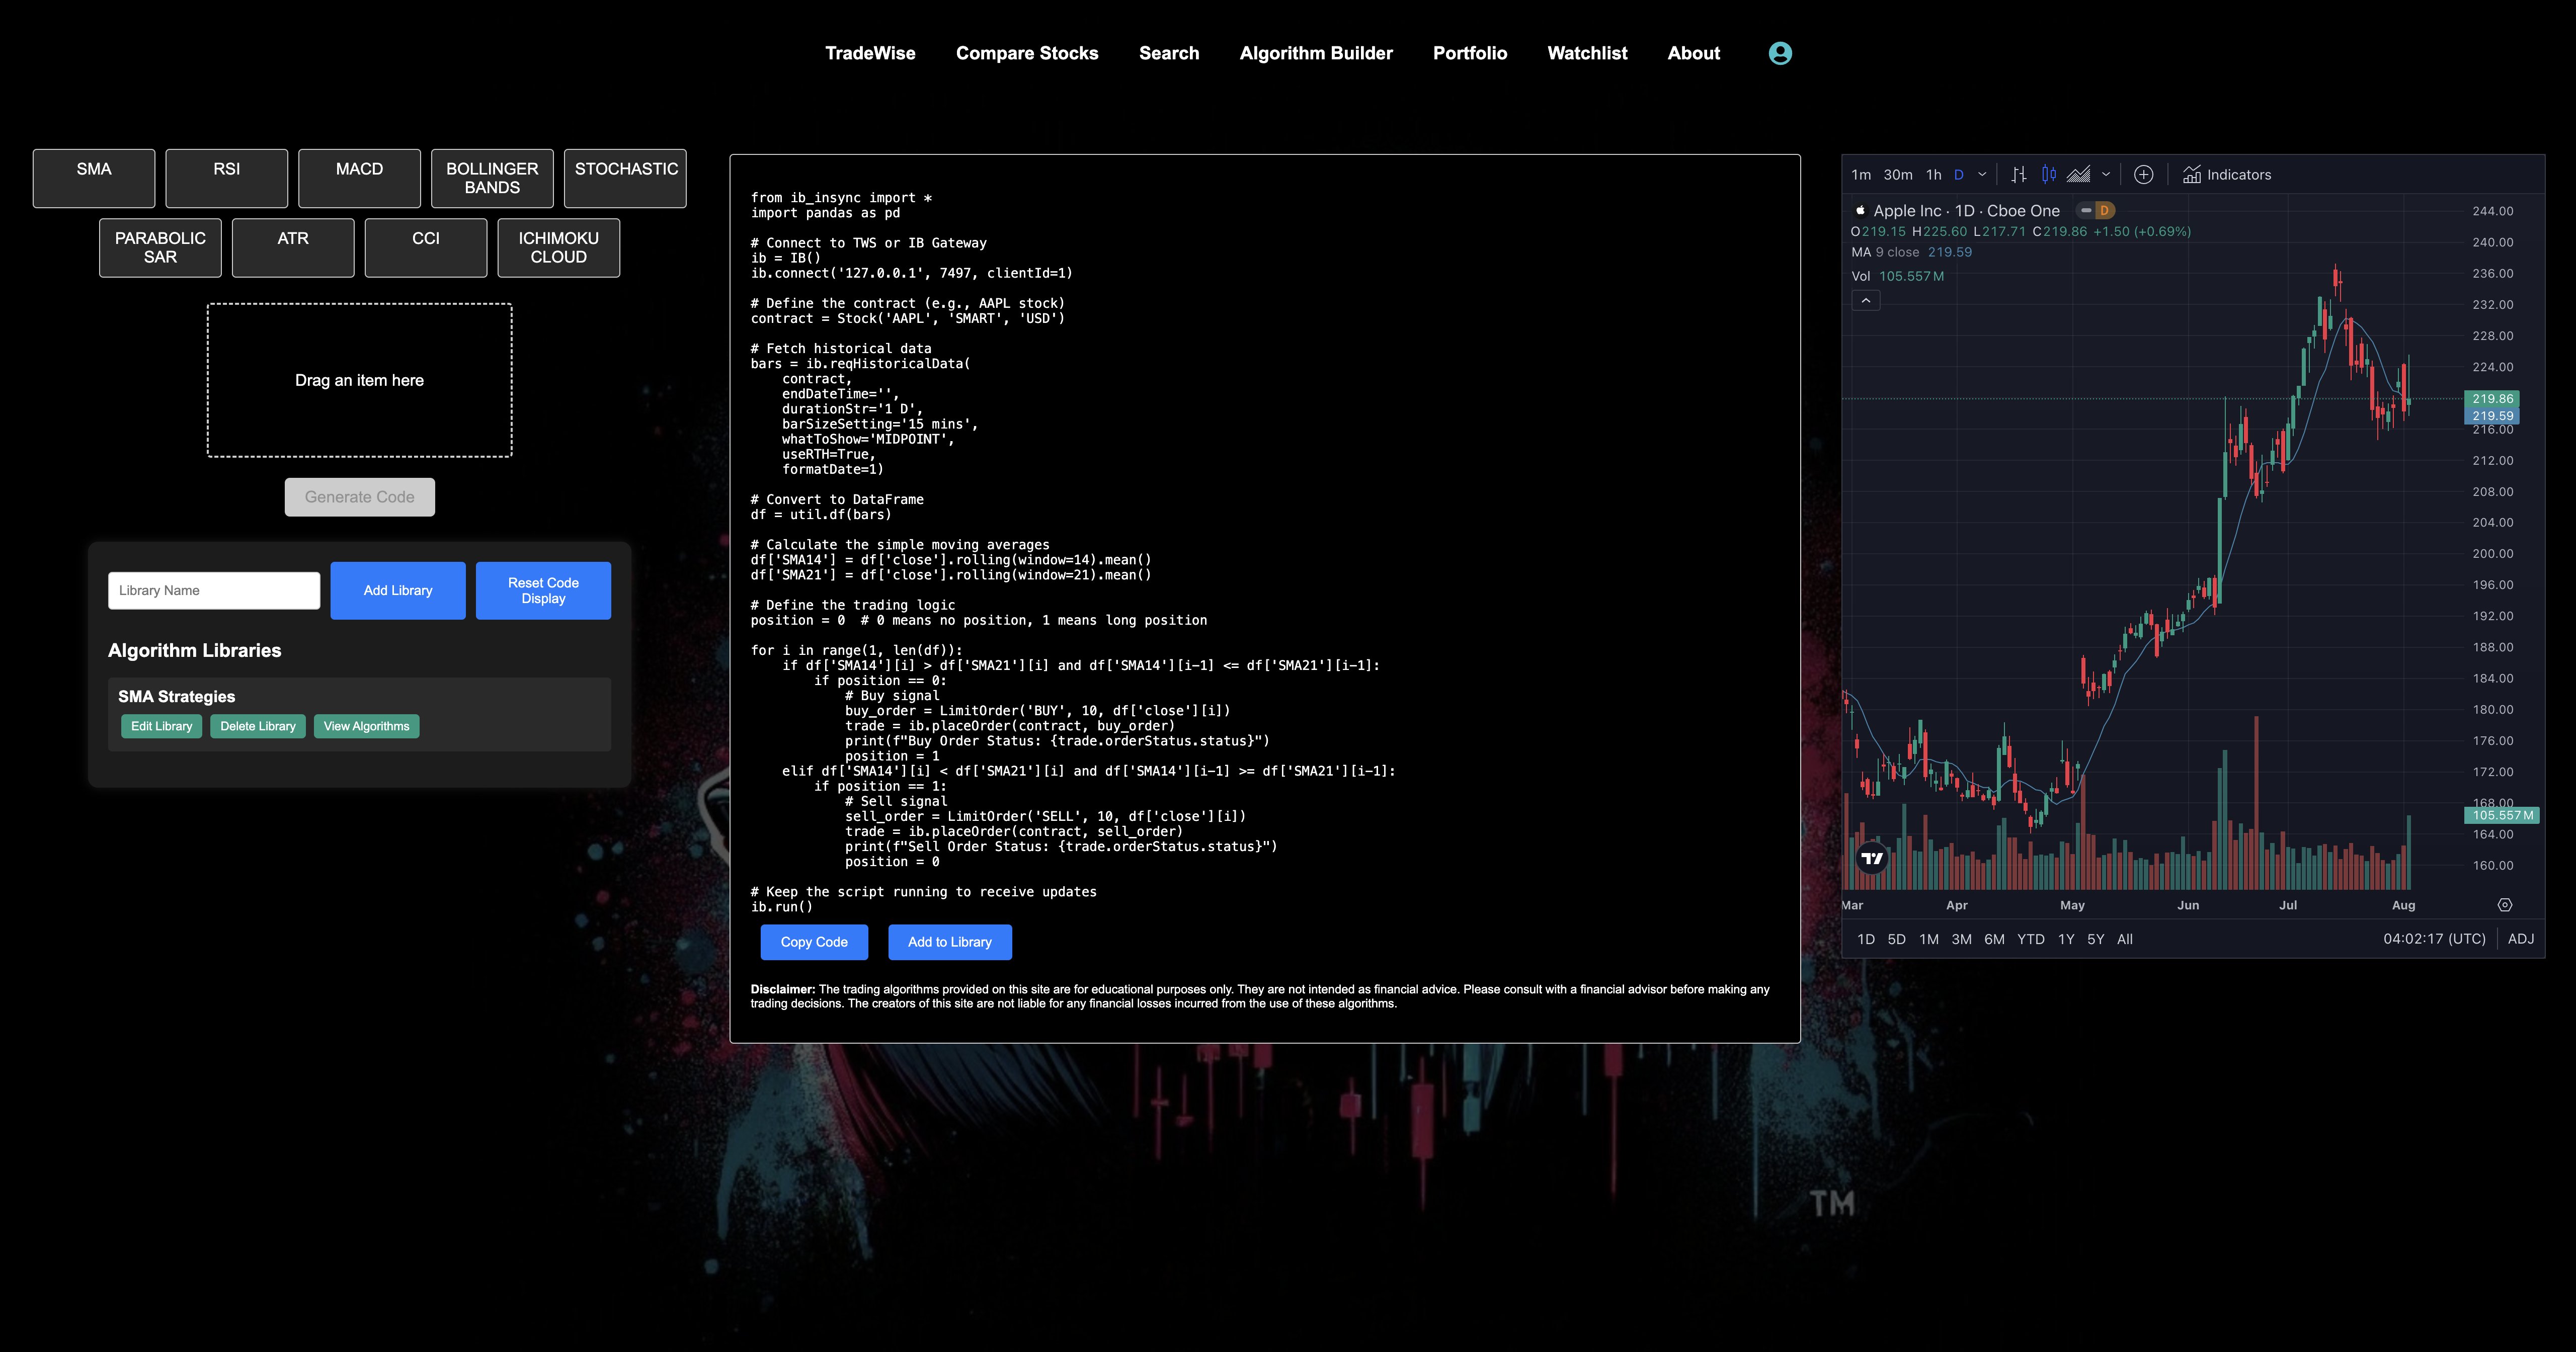 TradeWise Compare Stocks Search Algorithm Builder Portfolio Watchlist About
SMA
RSI
MACD
BOLLINGER
BANDS
STOCHASTIC
PARABOLIC
SAR
ATR
CCI
ICHIMOKU
CLOUD
Drag an item here
Generate Code
Library Name
Add Library
Reset Code
Display
Algorithm Libraries
SMA Strategies
Edit Library
Delete Library
View Algorithms
from ib_insync import *
import pandas as pd

# Connect to TWS or IB Gateway
ib = IB()
ib.connect('127.0.0.1', 7497, clientId=1)

# Define the contract (e.g., AAPL stock)
contract = Stock('AAPL', 'SMART', 'USD')

# Fetch historical data
bars = ib.reqHistoricalData(
    contract,
    endDateTime='',
    durationStr='1 D',
    barSizeSetting='15 mins',
    whatToShow='MIDPOINT',
    useRTH=True,
    formatDate=1)

# Convert to DataFrame
df = util.df(bars)

# Calculate the simple moving averages
df['SMA14'] = df['close'].rolling(window=14).mean()
df['SMA21'] = df['close'].rolling(window=21).mean()

# Define the trading logic
position = 0  # 0 means no position, 1 means long position

for i in range(1, len(df)):
    if df['SMA14'][i] > df['SMA21'][i] and df['SMA14'][i-1] <= df['SMA21'][i-1]:
        if position == 0:
            # Buy signal
            buy_order = LimitOrder('BUY', 10, df['close'][i])
            trade = ib.placeOrder(contract, buy_order)
            print(f"Buy Order Status: {trade.orderStatus.status}")
            position = 1
    elif df['SMA14'][i] < df['SMA21'][i] and df['SMA14'][i-1] >= df['SMA21'][i-1]:
        if position == 1:
            # Sell signal
            sell_order = LimitOrder('SELL', 10, df['close'][i])
            trade = ib.placeOrder(contract, sell_order)
            print(f"Sell Order Status: {trade.orderStatus.status}")
            position = 0

# Keep the script running to receive updates
ib.run()
Copy Code
Add to Library
Disclaimer: The trading algorithms provided on this site are for educational purposes only. They are not intended as financial advice. Please consult with a financial advisor before making any
trading decisions. The creators of this site are not liable for any financial losses incurred from the use of these algorithms.
1m 30m 1h D Indicators
Apple Inc · 1D · Cboe One D
O219.15 H225.60 L217.71 C219.86 +1.50 (+0.69%)
MA 9 close 219.59
Vol 105.557 M
244.00
240.00
236.00
232.00
228.00
224.00
219.86
219.59
216.00
212.00
208.00
204.00
200.00
196.00
192.00
188.00
184.00
180.00
176.00
172.00
168.00
105.557 M
164.00
160.00
Mar Apr May Jun Jul Aug
1D 5D 1M 3M 6M YTD 1Y 5Y All 04:02:17 (UTC) ADJ
TM